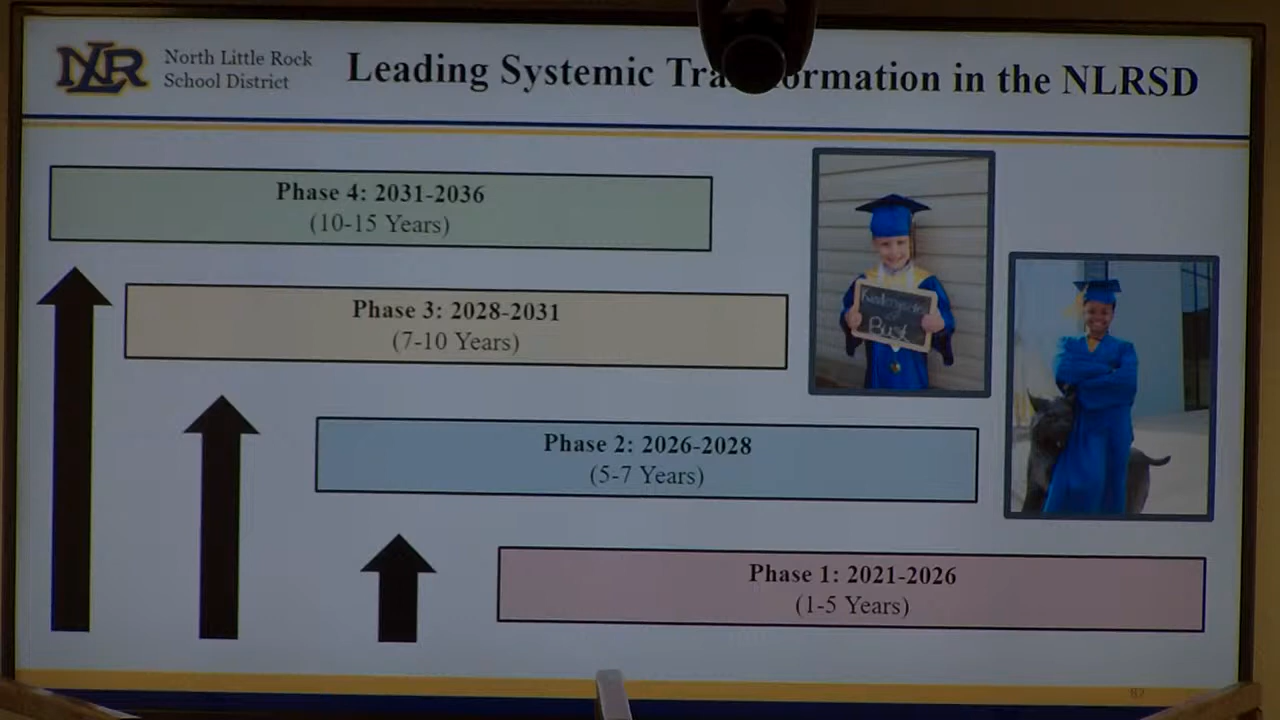 NLR
North Little Rock
School District
Leading Systemic Tra ormation in the NLRSD
Phase 4: 2031-2036
(10-15 Years)
Phase 3: 2028-2031
(7-10 Years)
Phase 2: 2026-2028
(5-7 Years)
Phase 1: 2021-2026
(1-5 Years)
82